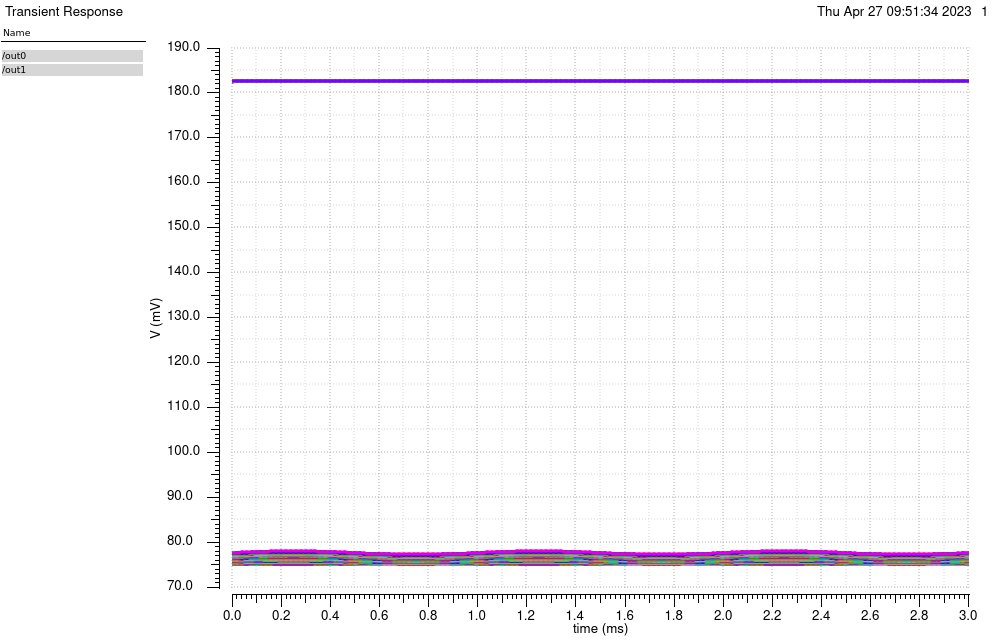 Transient Response
Thu Apr 27 09:51:34 2023 1
Name
/out0
/out1
190.0
180.0
170.0
160.0
150.0
140.0
130.0
120.0
110.0
100.0
90.0
80.0
70.0
V (mV)
0.0 0.2 0.4 0.6 0.8 1.0 1.2 1.4 1.6 1.8 2.0 2.2 2.4 2.6 2.8 3.0
time (ms)